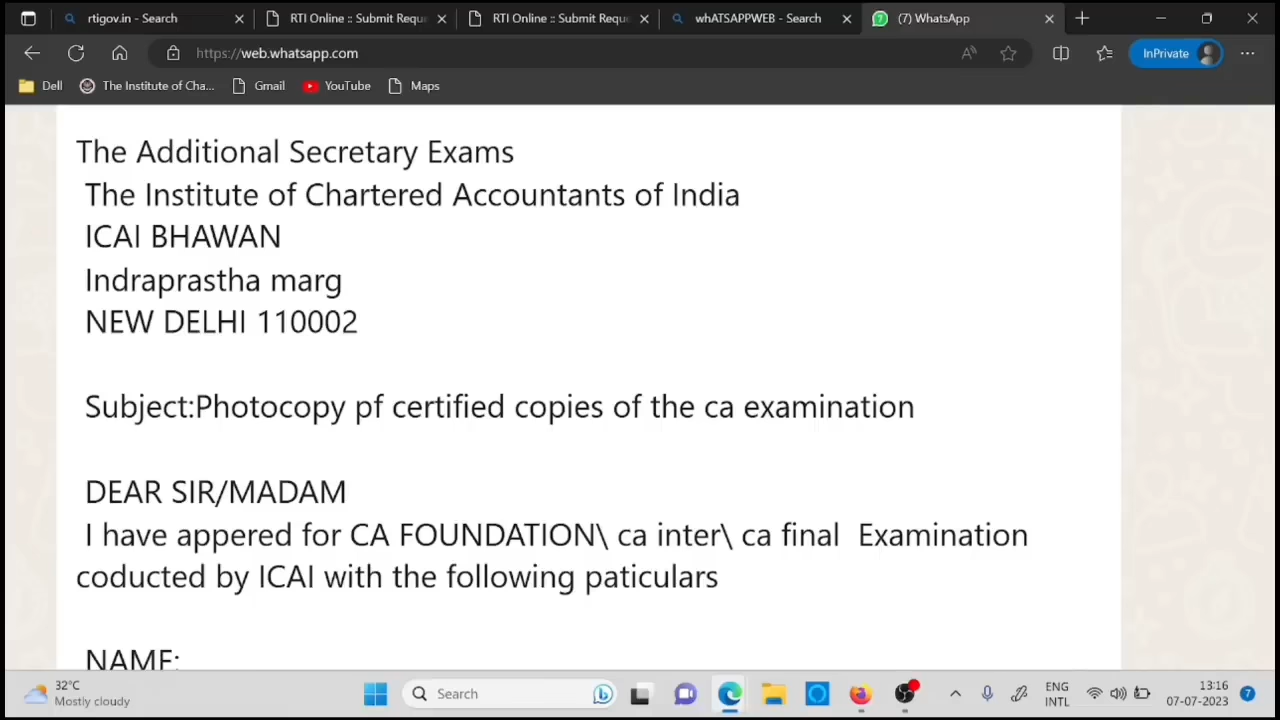 rtigov.in - Search
RTI Online :: Submit Requ
RTI Online :: Submit Requ
whATSAPPWEB - Search
(7) WhatsApp
https://web.whatsapp.com
InPrivate
Dell
The Institute of Cha...
Gmail
YouTube
Maps
The Additional Secretary Exams
The Institute of Chartered Accountants of India
ICAI BHAWAN
Indraprastha marg
NEW DELHI 110002
Subject:Photocopy pf certified copies of the ca examination
DEAR SIR/MADAM
I have appered for CA FOUNDATION\ ca inter\ ca final Examination
coducted by ICAI with the following paticulars
NAME:
32°C
Mostly cloudy
Search
ENG
INTL
13:16
07-07-2023
7